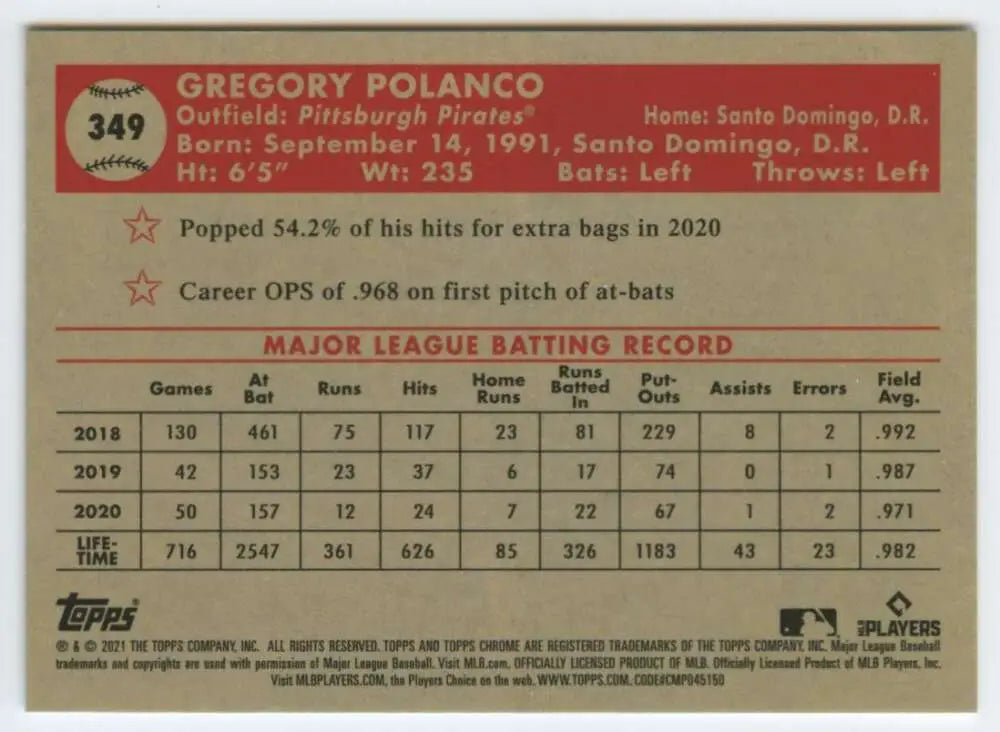 349
GREGORY POLANCO
Outfield: Pittsburgh Pirates® Home: Santo Domingo, D.R.
Born: September 14, 1991, Santo Domingo, D.R.
Ht: 6'5" Wt: 235 Bats: Left Throws: Left
Popped 54.2% of his hits for extra bags in 2020
Career OPS of .968 on first pitch of at-bats
MAJOR LEAGUE BATTING RECORD
Games At Bat Runs Hits Home Runs Runs Batted In Put-Outs Assists Errors Field Avg.
2018 130 461 75 117 23 81 229 8 2 .992
2019 42 153 23 37 6 17 74 0 1 .987
2020 50 157 12 24 7 22 67 1 2 .971
LIFE-TIME 716 2547 361 626 85 326 1183 43 23 .982
Topps®
MLB PLAYERS
® & © 2021 THE TOPPS COMPANY, INC. ALL RIGHTS RESERVED. TOPPS AND TOPPS CHROME ARE REGISTERED TRADEMARKS OF THE TOPPS COMPANY, INC. Major League Baseball
trademarks and copyrights are used with permission of Major League Baseball. Visit MLB.com. OFFICIALLY LICENSED PRODUCT OF MLB. Officially Licensed Product of MLB Players, Inc.
Visit MLBPLAYERS.COM, the Players Choice on the web. WWW.TOPPS.COM. CODE#CMP045150